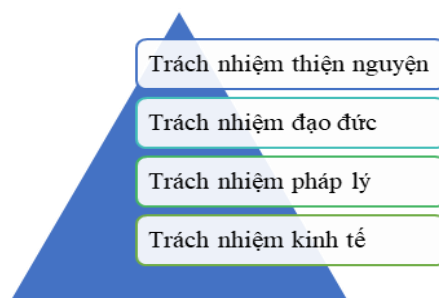 Trách nhiệm thiện nguyện
Trách nhiệm đạo đức
Trách nhiệm pháp lý
Trách nhiệm kinh tế